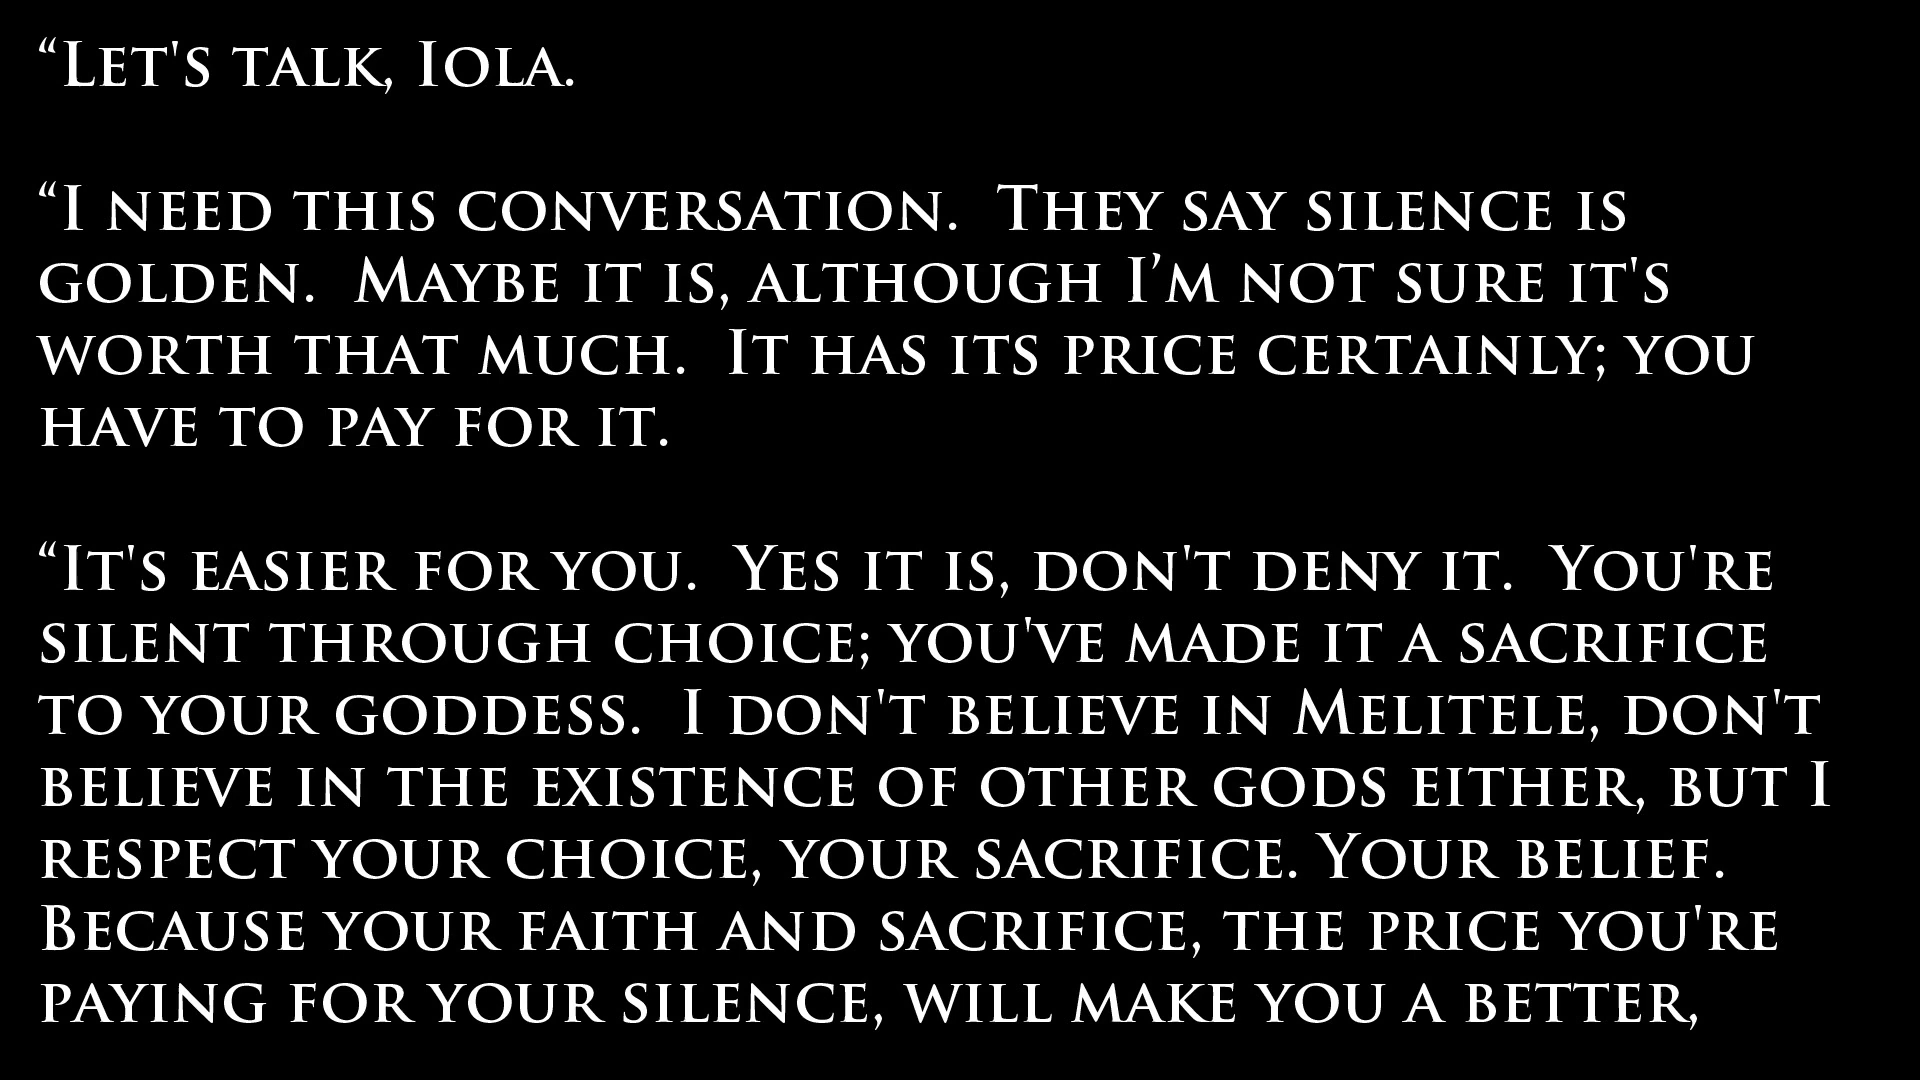 “Let's talk, Iola.
“I need this conversation.  They say silence is
golden.  Maybe it is, although I’m not sure it's
worth that much.  It has its price certainly; you
have to pay for it.
“It's easier for you.  Yes it is, don't deny it.  You're
silent through choice; you've made it a sacrifice
to your goddess.  I don't believe in Melitele, don't
believe in the existence of other gods either, but I
respect your choice, your sacrifice. Your belief.
Because your faith and sacrifice, the price you're
paying for your silence, will make you a better,